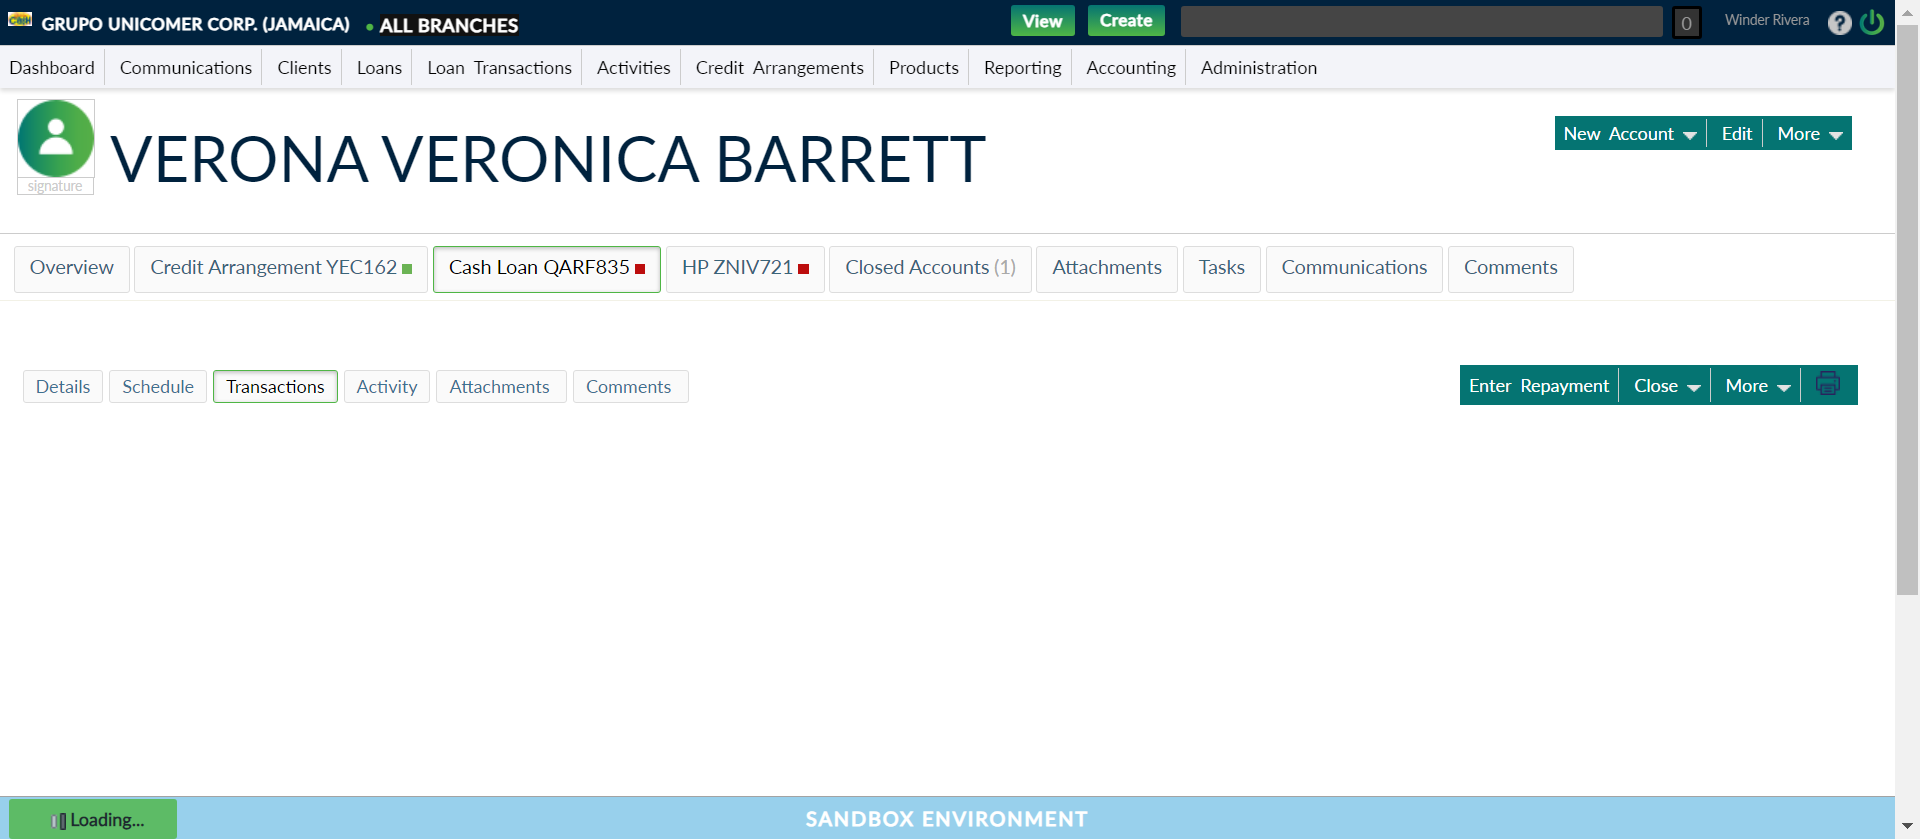 GRUPO UNICOMER CORP. (JAMAICA) • ALL BRANCHES View Create 0 Winder Rivera ?
Dashboard Communications Clients Loans Loan Transactions Activities Credit Arrangements Products Reporting Accounting Administration
signature
VERONA VERONICA BARRETT
New Account Edit More
Overview Credit Arrangement YEC162 Cash Loan QARF835 HP ZNIV721 Closed Accounts (1) Attachments Tasks Communications Comments
Details Schedule Transactions Activity Attachments Comments Enter Repayment Close More
Loading... SANDBOX ENVIRONMENT